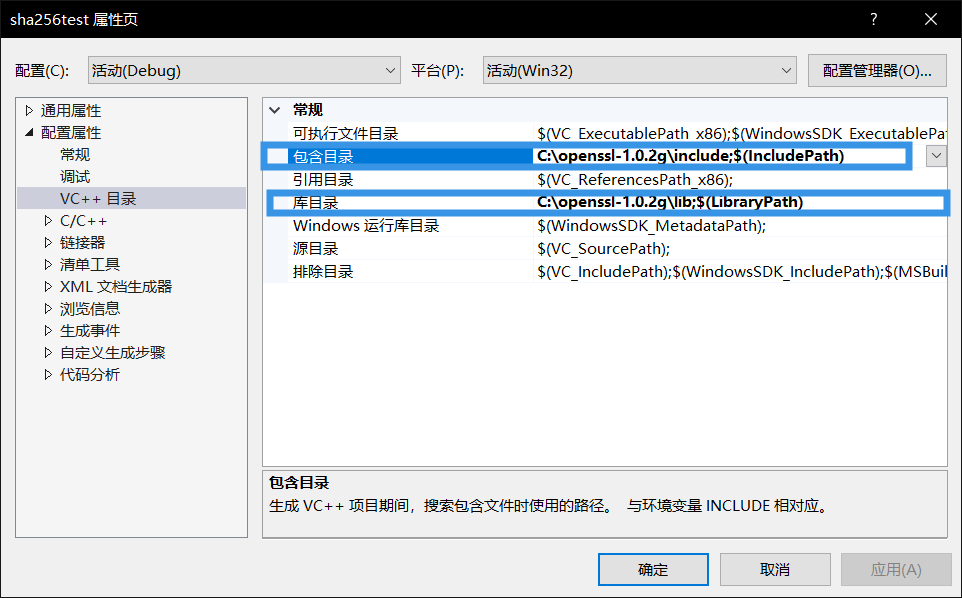 sha256test 属性页
?
配置(C):
活动(Debug)
平台(P):
活动(Win32)
配置管理器(O)...
通用属性
配置属性
常规
调试
VC++ 目录
C/C++
链接器
清单工具
XML 文档生成器
浏览信息
生成事件
自定义生成步骤
代码分析
常规
可执行文件目录 $(VC_ExecutablePath_x86);$(WindowsSDK_ExecutablePat
包含目录 C:\openssl-1.0.2g\include;$(IncludePath)
引用目录 $(VC_ReferencesPath_x86);
库目录 C:\openssl-1.0.2g\lib;$(LibraryPath)
Windows 运行库目录 $(WindowsSDK_MetadataPath);
源目录 $(VC_SourcePath);
排除目录 $(VC_IncludePath);$(WindowsSDK_IncludePath);$(MSBuil
包含目录
生成 VC++ 项目期间，搜索包含文件时使用的路径。 与环境变量 INCLUDE 相对应。
确定
取消
应用(A)